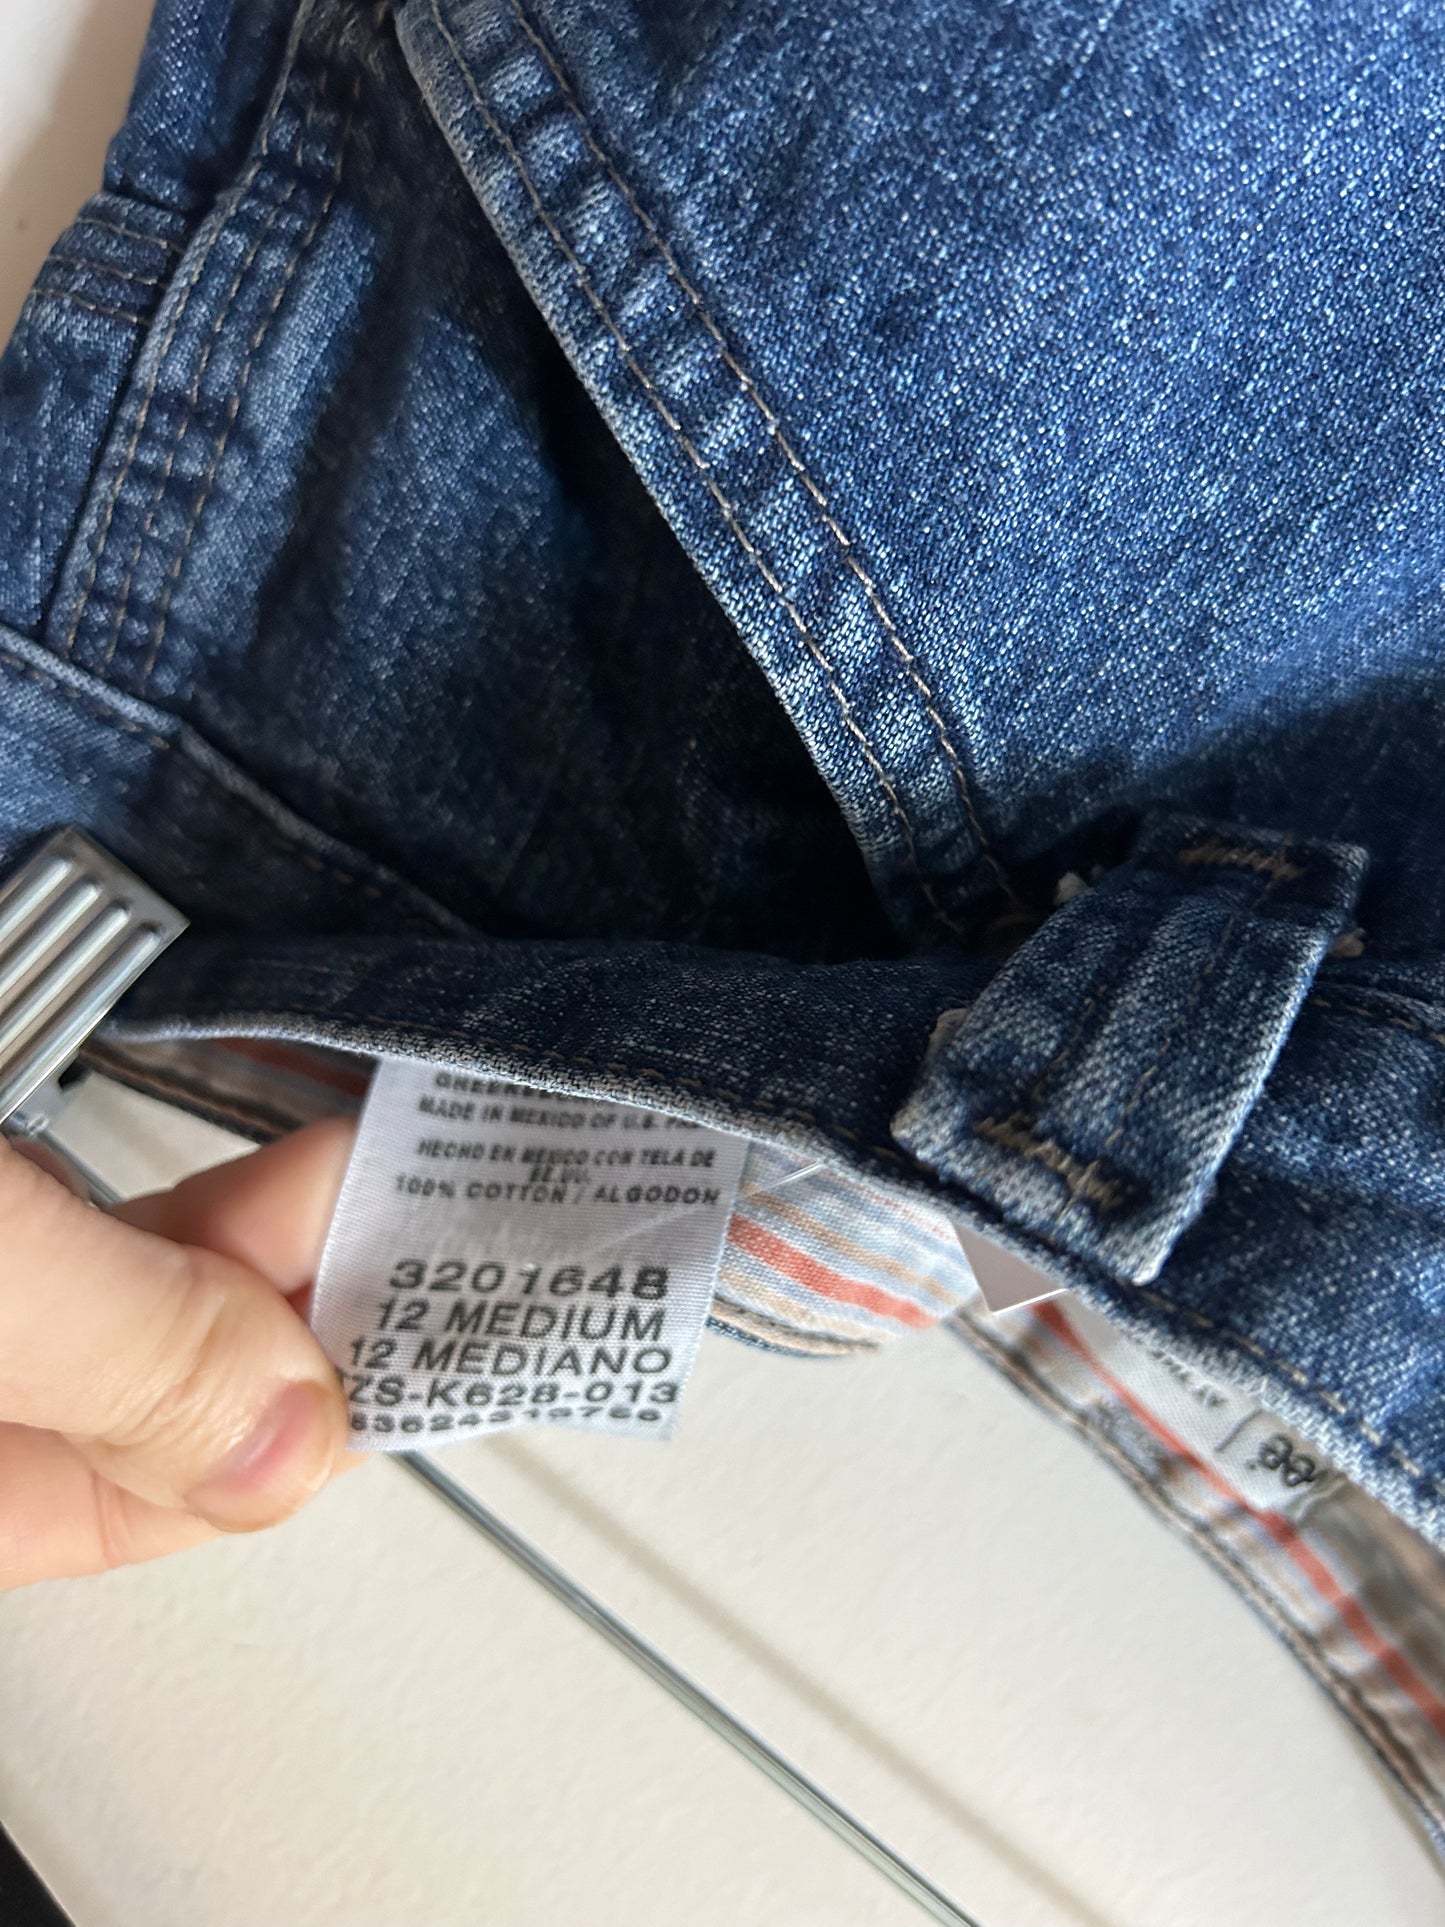 MADE IN MEXICO OF U.S.
HECHO EN MEXICO CON TELA DE
EE.UU.
100% COTTON / ALGODON
3201648
12 MEDIUM
12 MEDIANO
ZS-K628-013
Lee